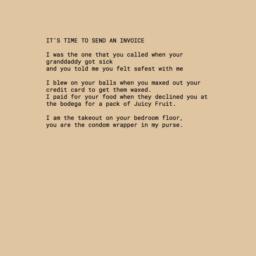 IT'S TIME TO SEND AN INVOICE
I was the one that you called when your
granddaddy got sick
and you told me you felt safest with me
I blew on your balls when you maxed out your
credit card to get them waxed.
I paid for your food when they declined you at
the bodega for a pack of Juicy Fruit.
I am the takeout on your bedroom floor,
you are the condom wrapper in my purse.